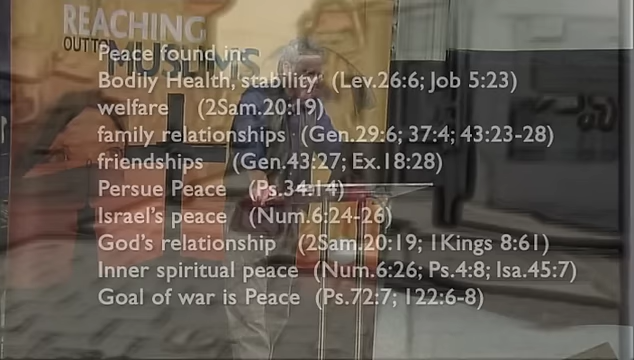 REACHING
OUT TO
MUSLIMS
Peace found in:
Bodily Health, stability (Lev.26:6; Job 5:23)
welfare (2Sam.20:19)
family relationships (Gen.29:6; 37:4; 43:23-28)
friendships (Gen.43:27; Ex.18:28)
Persue Peace (Ps.34:14)
Israel's peace (Num.6:24-26)
God's relationship (2Sam.20:19; 1Kings 8:61)
Inner spiritual peace (Num.6:26; Ps.4:8; Isa.45:7)
Goal of war is Peace (Ps.72:7; 122:6-8)